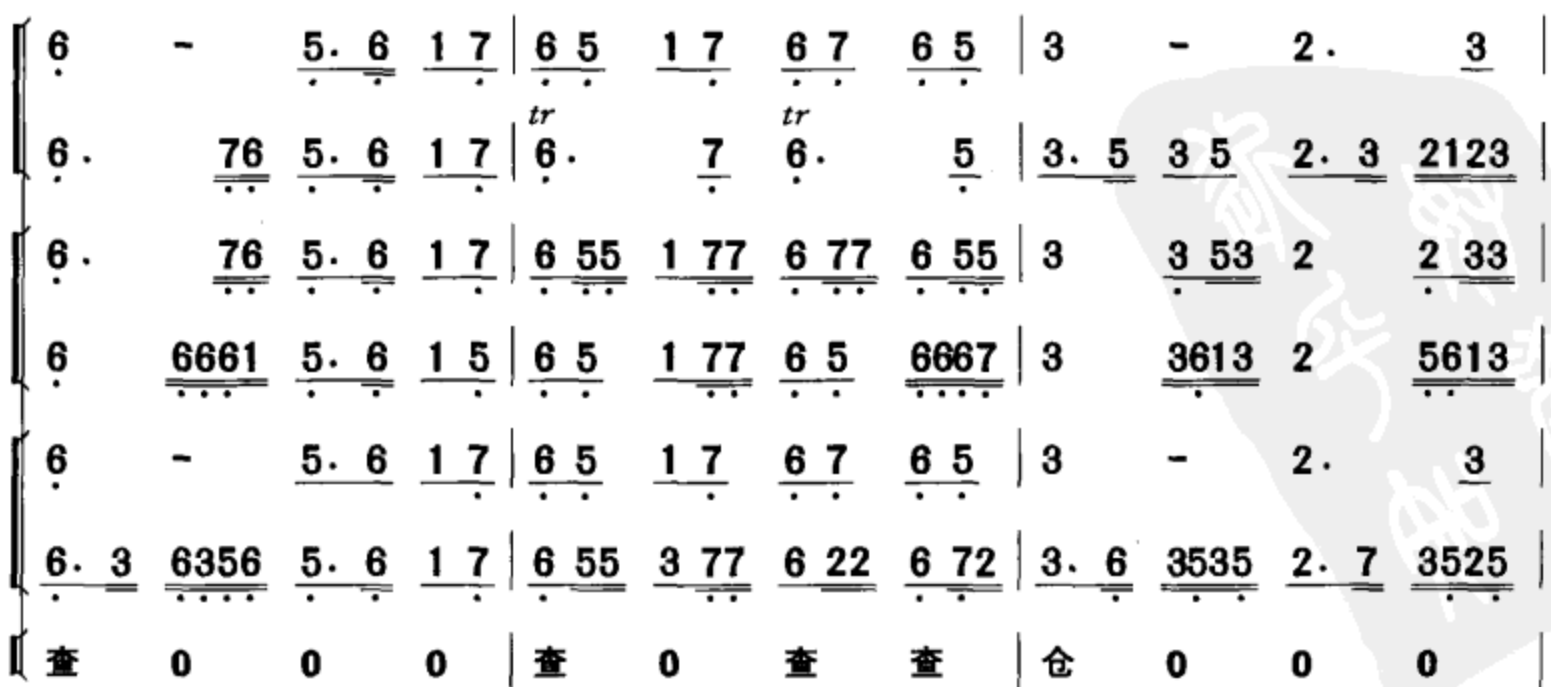 6 - 5. 6 1 7 | 6 5 1 7 6 7 6 5 | 3 - 2. 3 |
tr tr
6. 76 5. 6 1 7 | 6. 7 6. 5 | 3. 5 3 5 2. 3 2123 |
6. 76 5. 6 1 7 | 6 55 1 77 6 77 6 55 | 3 3 53 2 2 33 |
6 6661 5. 6 1 5 | 6 5 1 77 6 5 6667 | 3 3613 2 5613 |
6 - 5. 6 1 7 | 6 5 1 7 6 7 6 5 | 3 - 2. 3 |
6. 3 6356 5. 6 1 7 | 6 55 3 77 6 22 6 72 | 3. 6 3535 2. 7 3525 |
查 0 0 0 | 查 0 查 查 | 仓 0 0 0 |